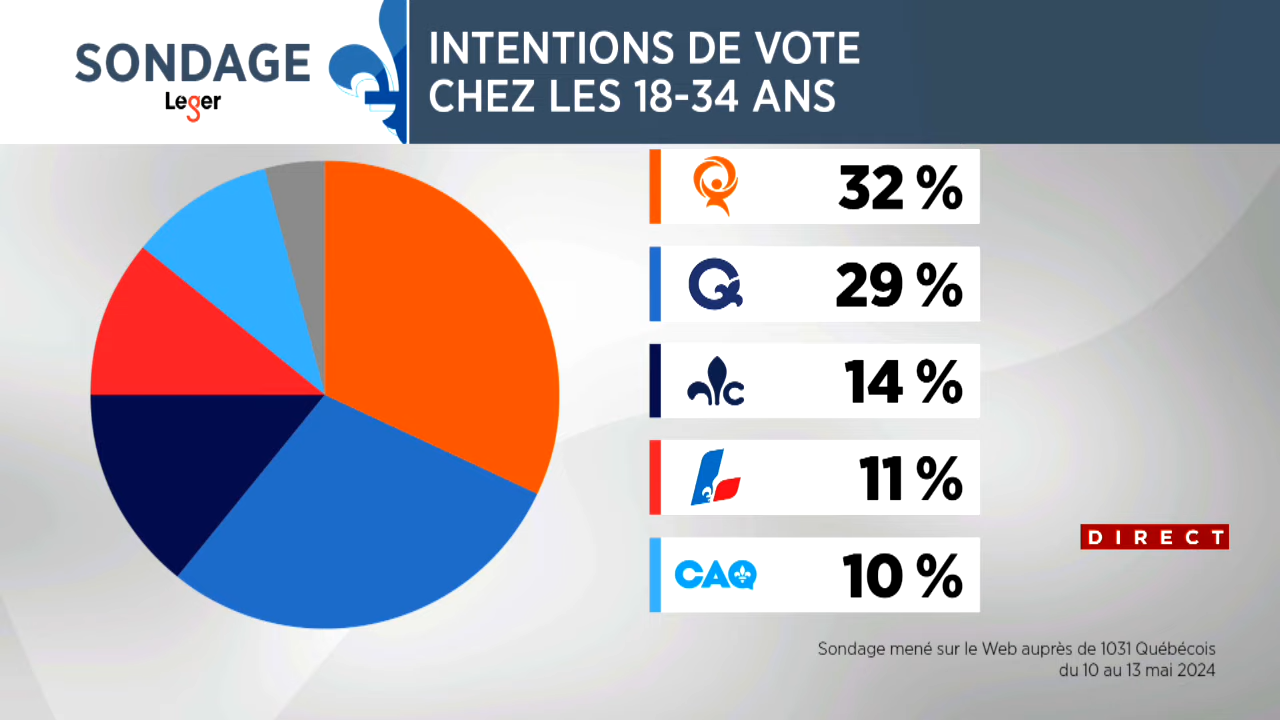 SONDAGE
Leger
INTENTIONS DE VOTE
CHEZ LES 18-34 ANS
32 %
29 %
C
14 %
11 %
CAQ
10 %
DIRECT
Sondage mené sur le Web auprès de 1031 Québécois
du 10 au 13 mai 2024